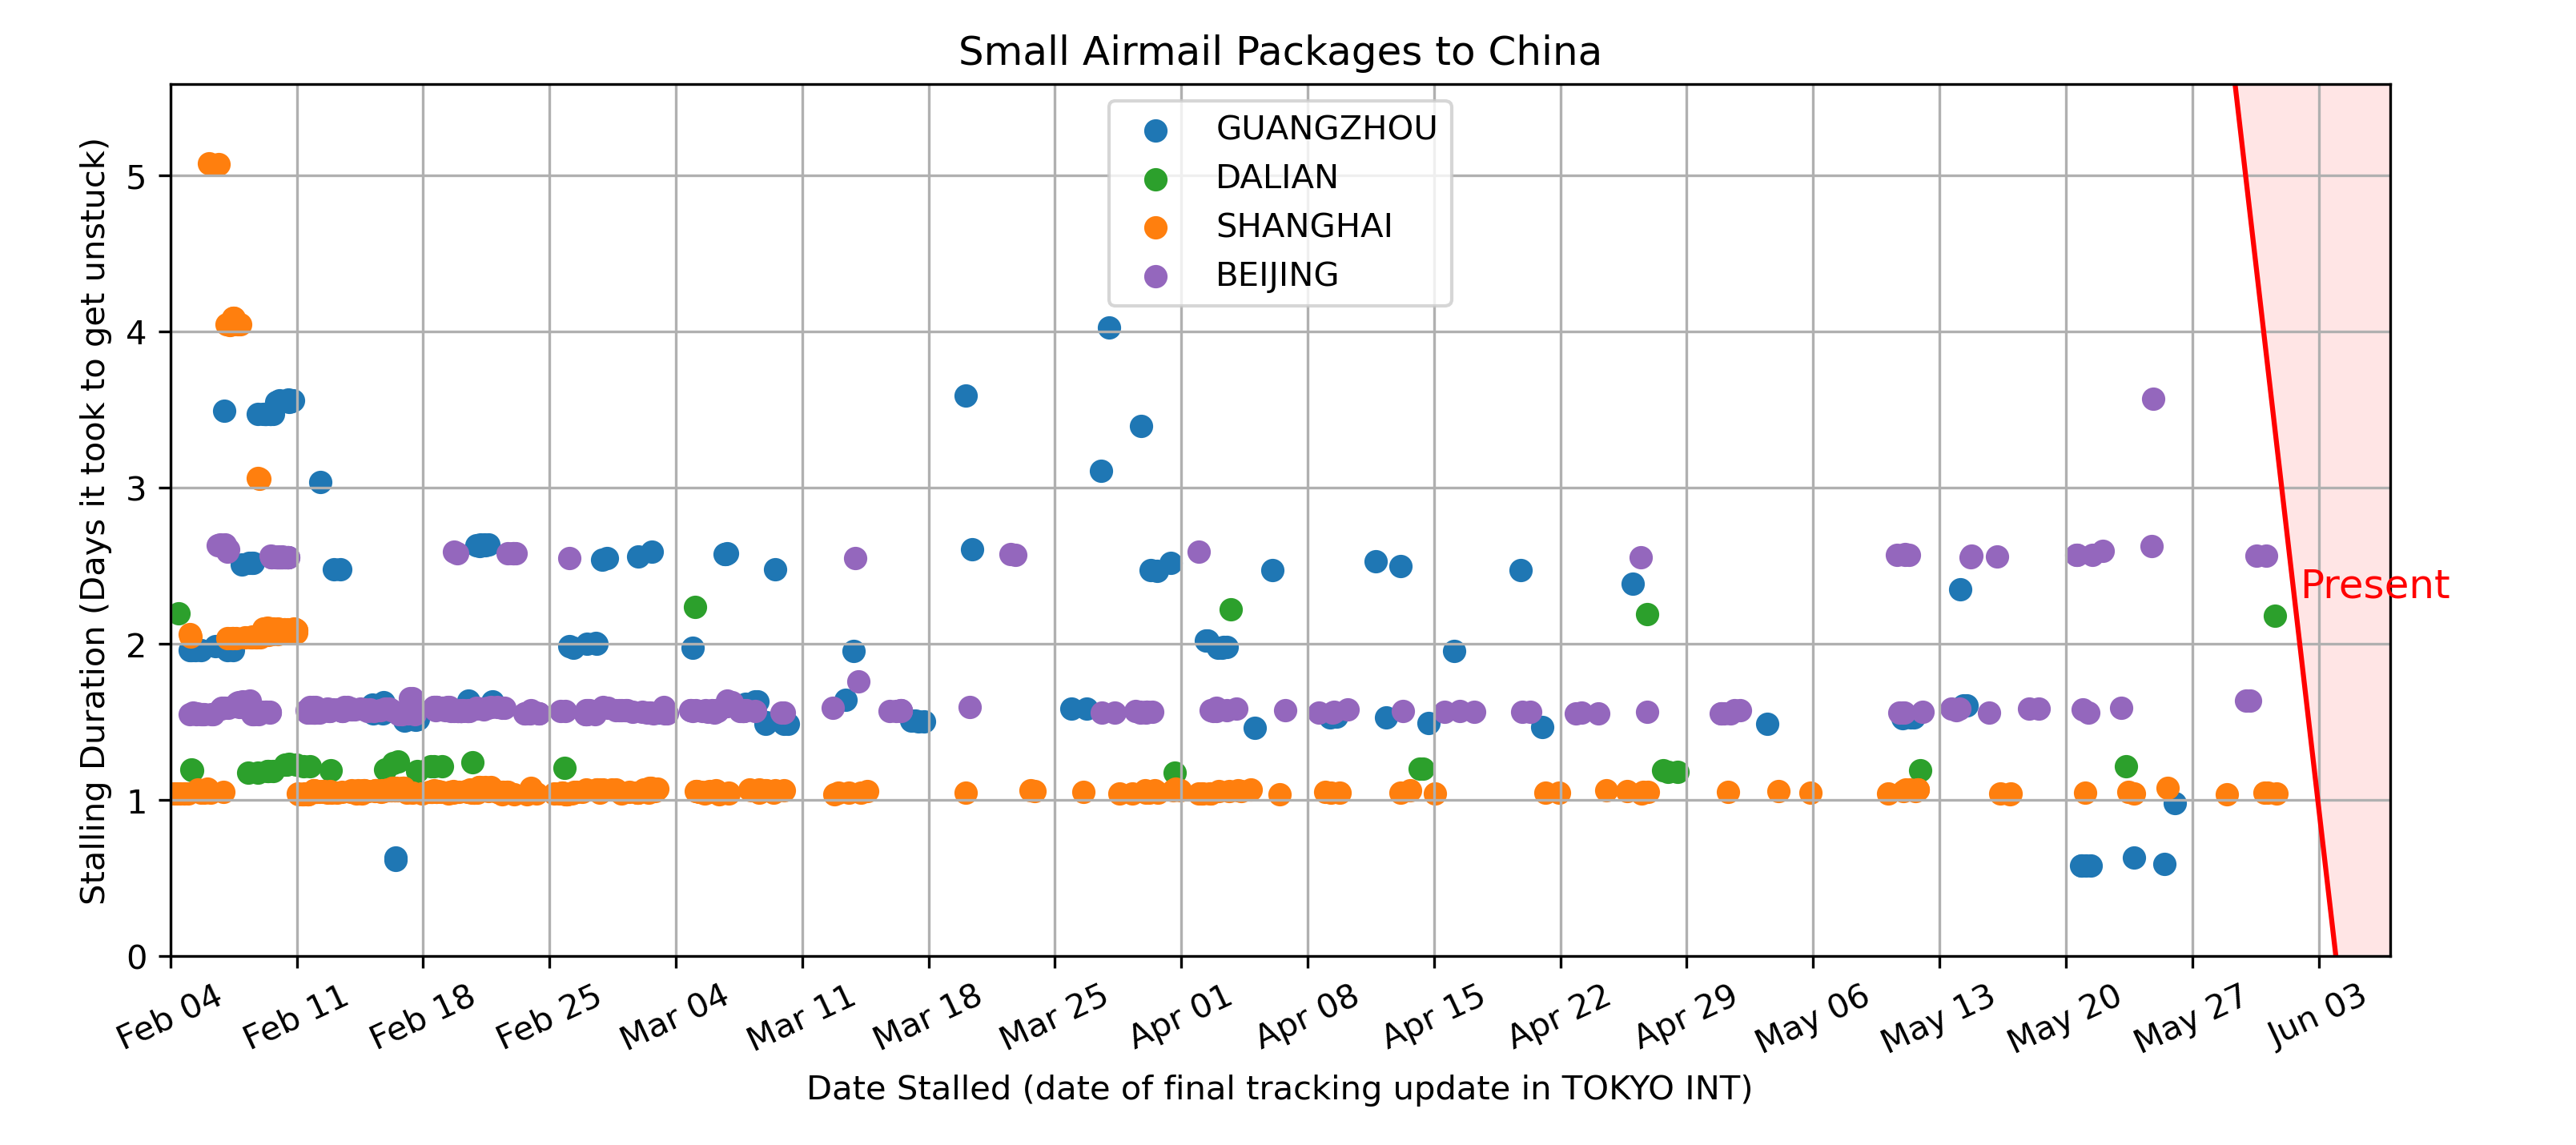 Small Airmail Packages to China
GUANGZHOU
DALIAN
SHANGHAI
BEIJING
Stalling Duration (Days it took to get unstuck)
5
4
3
2
1
0
Present
Feb 04
Feb 11
Feb 18
Feb 25
Mar 04
Mar 11
Mar 18
Mar 25
Apr 01
Apr 08
Apr 15
Apr 22
Apr 29
May 06
May 13
May 20
May 27
Jun 03
Date Stalled (date of final tracking update in TOKYO INT)